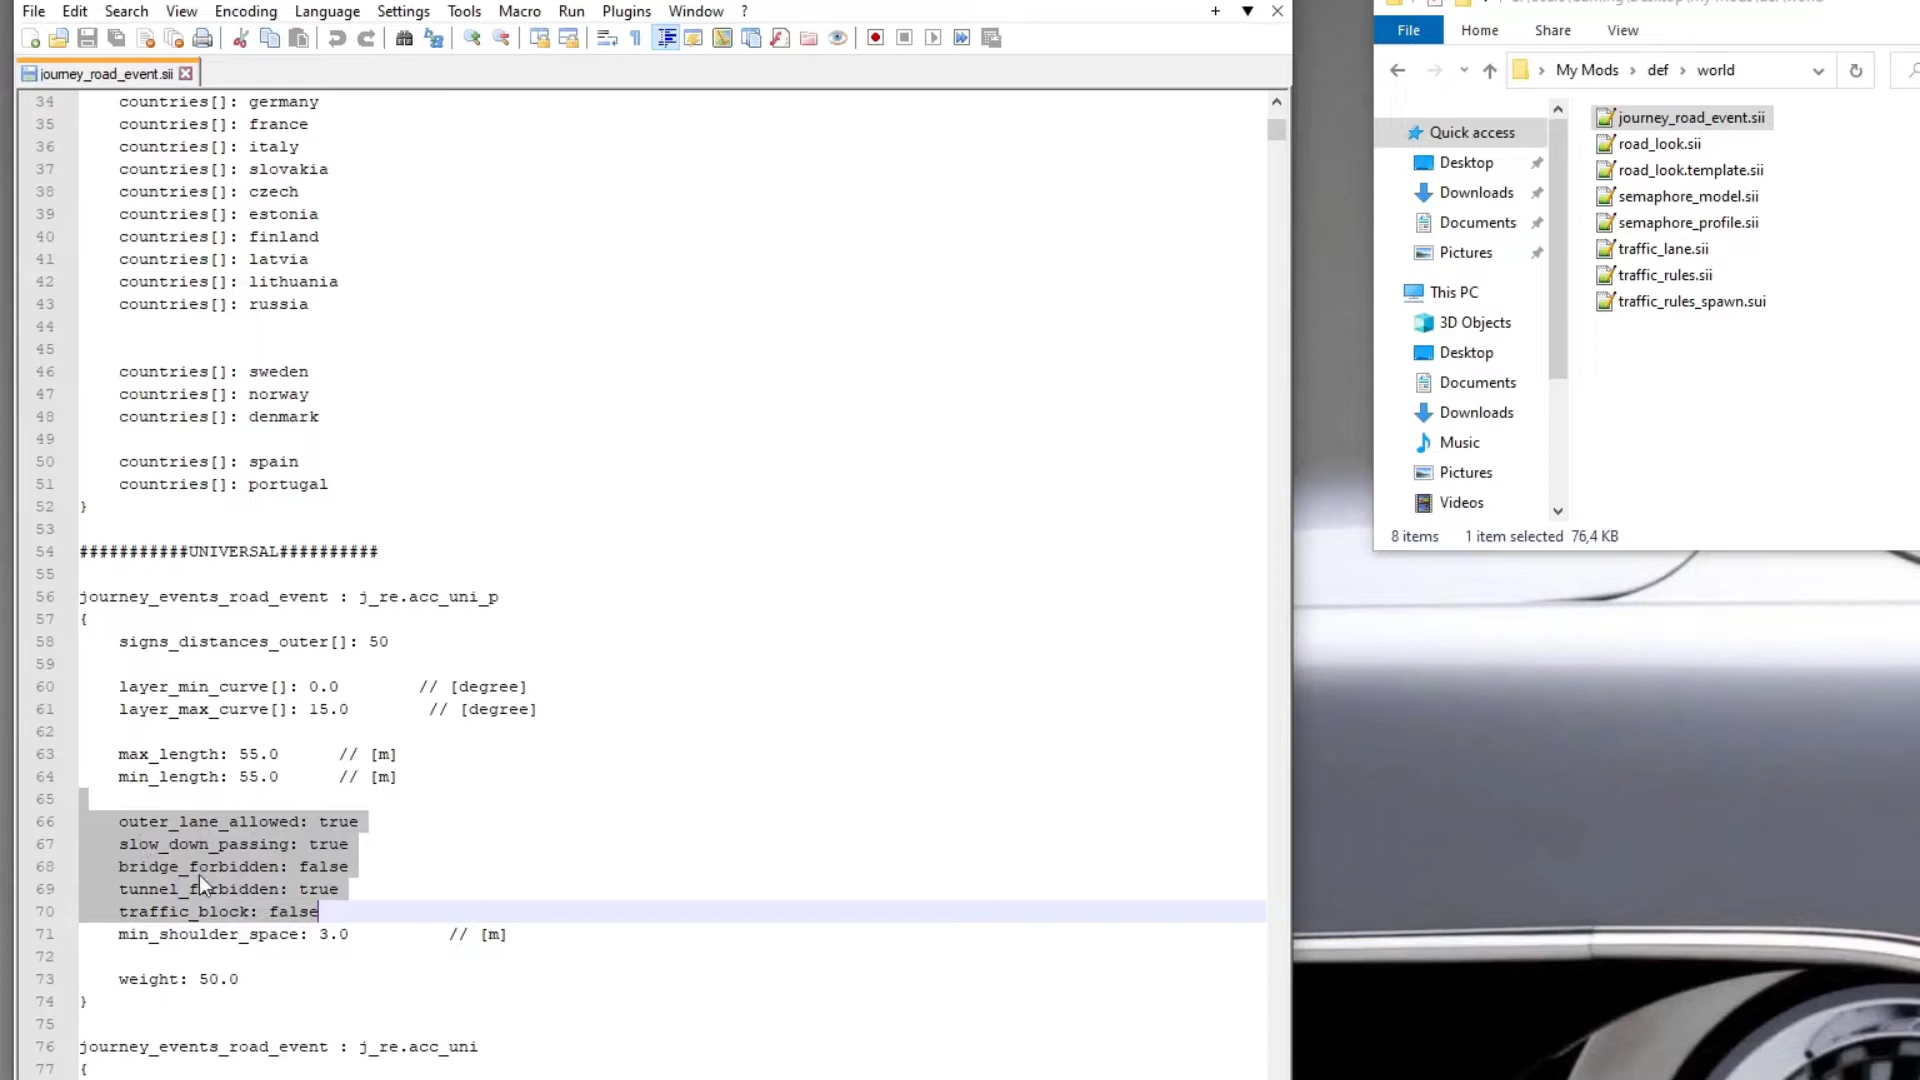 File Edit Search View Encoding Language Settings Tools Macro Run Plugins Window ?
journey_road_event.sii
34 countries[]: germany
35 countries[]: france
36 countries[]: italy
37 countries[]: slovakia
38 countries[]: czech
39 countries[]: estonia
40 countries[]: finland
41 countries[]: latvia
42 countries[]: lithuania
43 countries[]: russia
44
45
46 countries[]: sweden
47 countries[]: norway
48 countries[]: denmark
49
50 countries[]: spain
51 countries[]: portugal
52 }
53
54 ###########UNIVERSAL##########
55
56 journey_events_road_event : j_re.acc_uni_p
57 {
58 signs_distances_outer[]: 50
59
60 layer_min_curve[]: 0.0 // [degree]
61 layer_max_curve[]: 15.0 // [degree]
62
63 max_length: 55.0 // [m]
64 min_length: 55.0 // [m]
65
66 outer_lane_allowed: true
67 slow_down_passing: true
68 bridge_forbidden: false
69 tunnel_forbidden: true
70 traffic_block: false
71 min_shoulder_space: 3.0 // [m]
72
73 weight: 50.0
74 }
75
76 journey_events_road_event : j_re.acc_uni
77 {
File Home Share View
My Mods › def › world
Quick access
Desktop
Downloads
Documents
Pictures
This PC
3D Objects
Desktop
Documents
Downloads
Music
Pictures
Videos
journey_road_event.sii
road_look.sii
road_look.template.sii
semaphore_model.sii
semaphore_profile.sii
traffic_lane.sii
traffic_rules.sii
traffic_rules_spawn.sui
8 items 1 item selected 76,4 KB